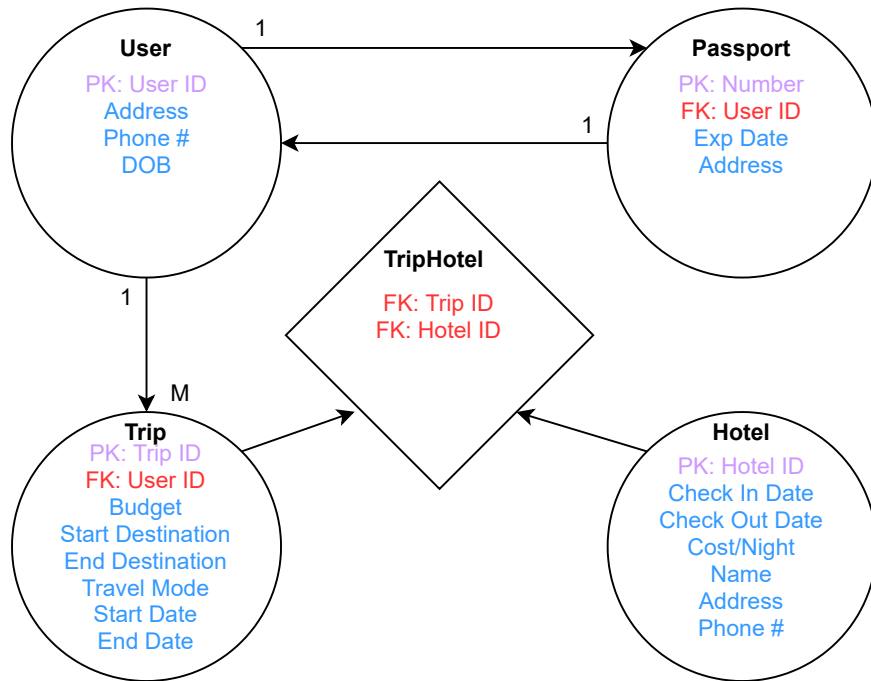 1
User
PK: User ID
Address
Phone #
DOB
Passport
PK: Number
FK: User ID
Exp Date
Address
1
TripHotel
FK: Trip ID
FK: Hotel ID
1
M
Trip
PK: Trip ID
FK: User ID
Budget
Start Destination
End Destination
Travel Mode
Start Date
End Date
Hotel
PK: Hotel ID
Check In Date
Check Out Date
Cost/Night
Name
Address
Phone #